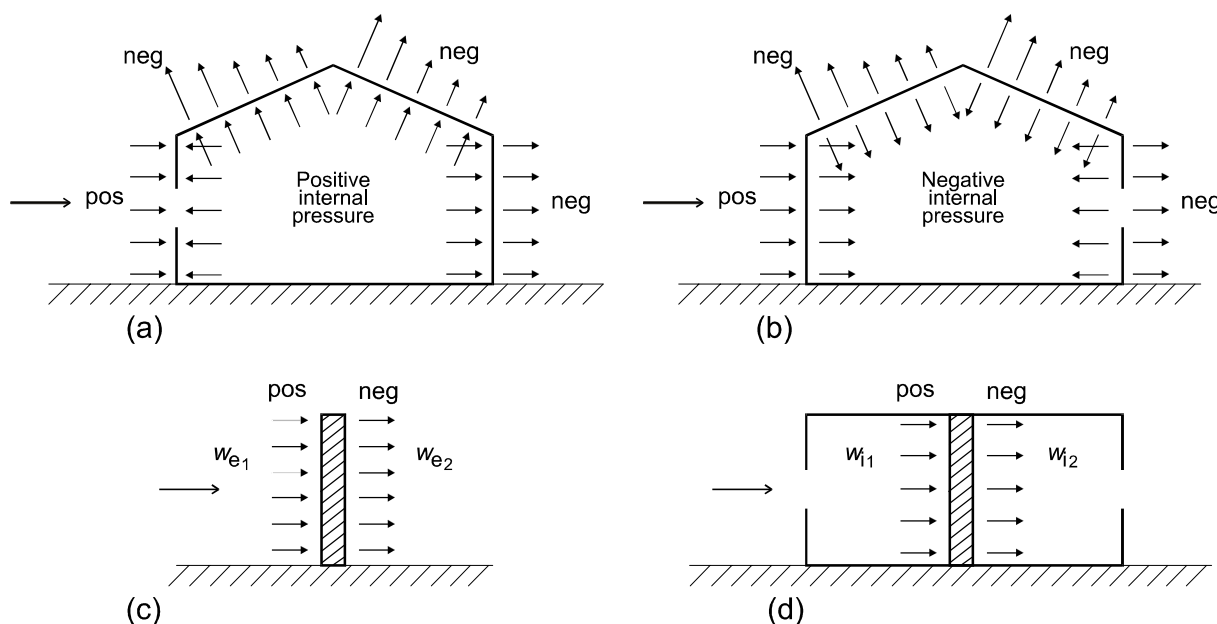 neg
neg
pos
Positive
internal
pressure
neg
(a)
neg
neg
pos
Negative
internal
pressure
neg
(b)
pos
neg
we1
we2
(c)
pos
neg
wi1
wi2
(d)